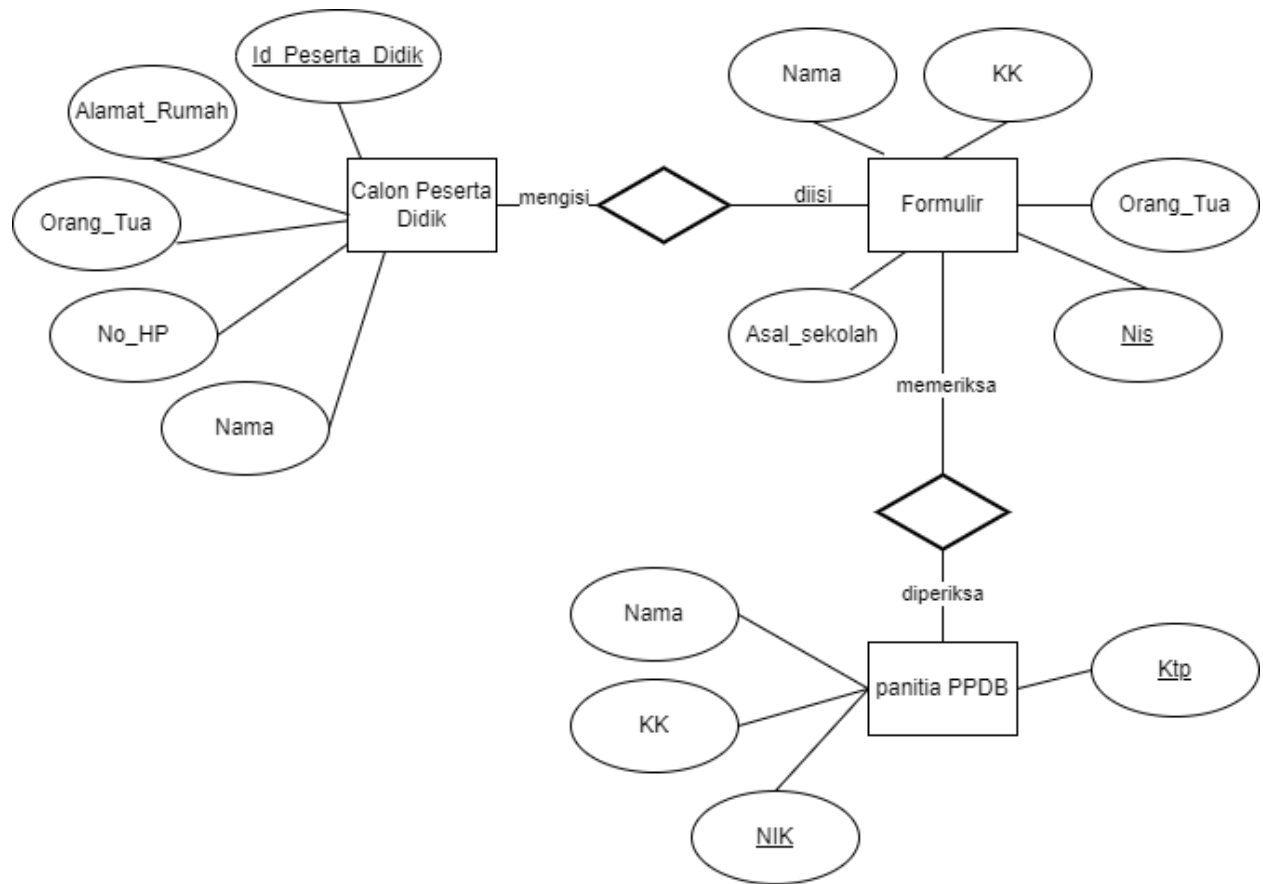 Id_Peserta_Didik
Nama
KK
Alamat_Rumah
Calon Peserta
Didik
mengisi
diisi
Formulir
Orang_Tua
Orang_Tua
No_HP
Asal_sekolah
Nis
memeriksa
Nama
diperiksa
Nama
panitia PPDB
Ktp
KK
NIK